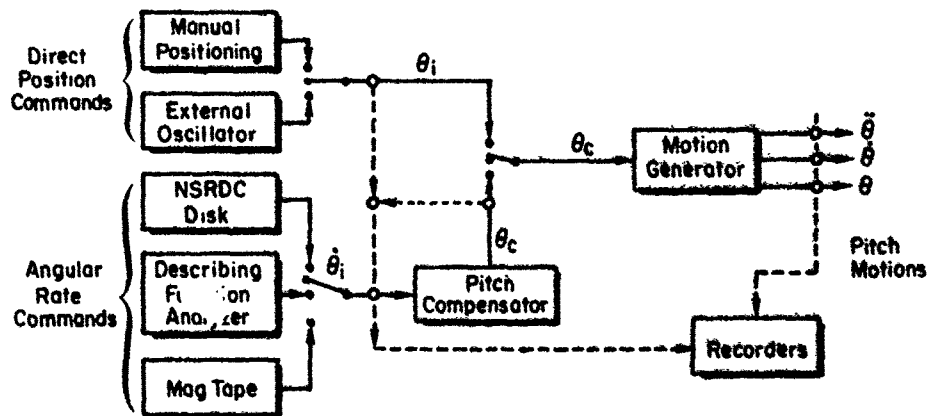 Direct
Position
Commands
Manual
Positioning
External
Oscillator
Angular
Rate
Commands
NSRDC
Disk
Describing
Analyzer
Mag Tape
θi
θ̇i
Pitch
Compensator
θc
θc
Motion
Generator
θ̈
θ̇
θ
Pitch
Motions
Recorders